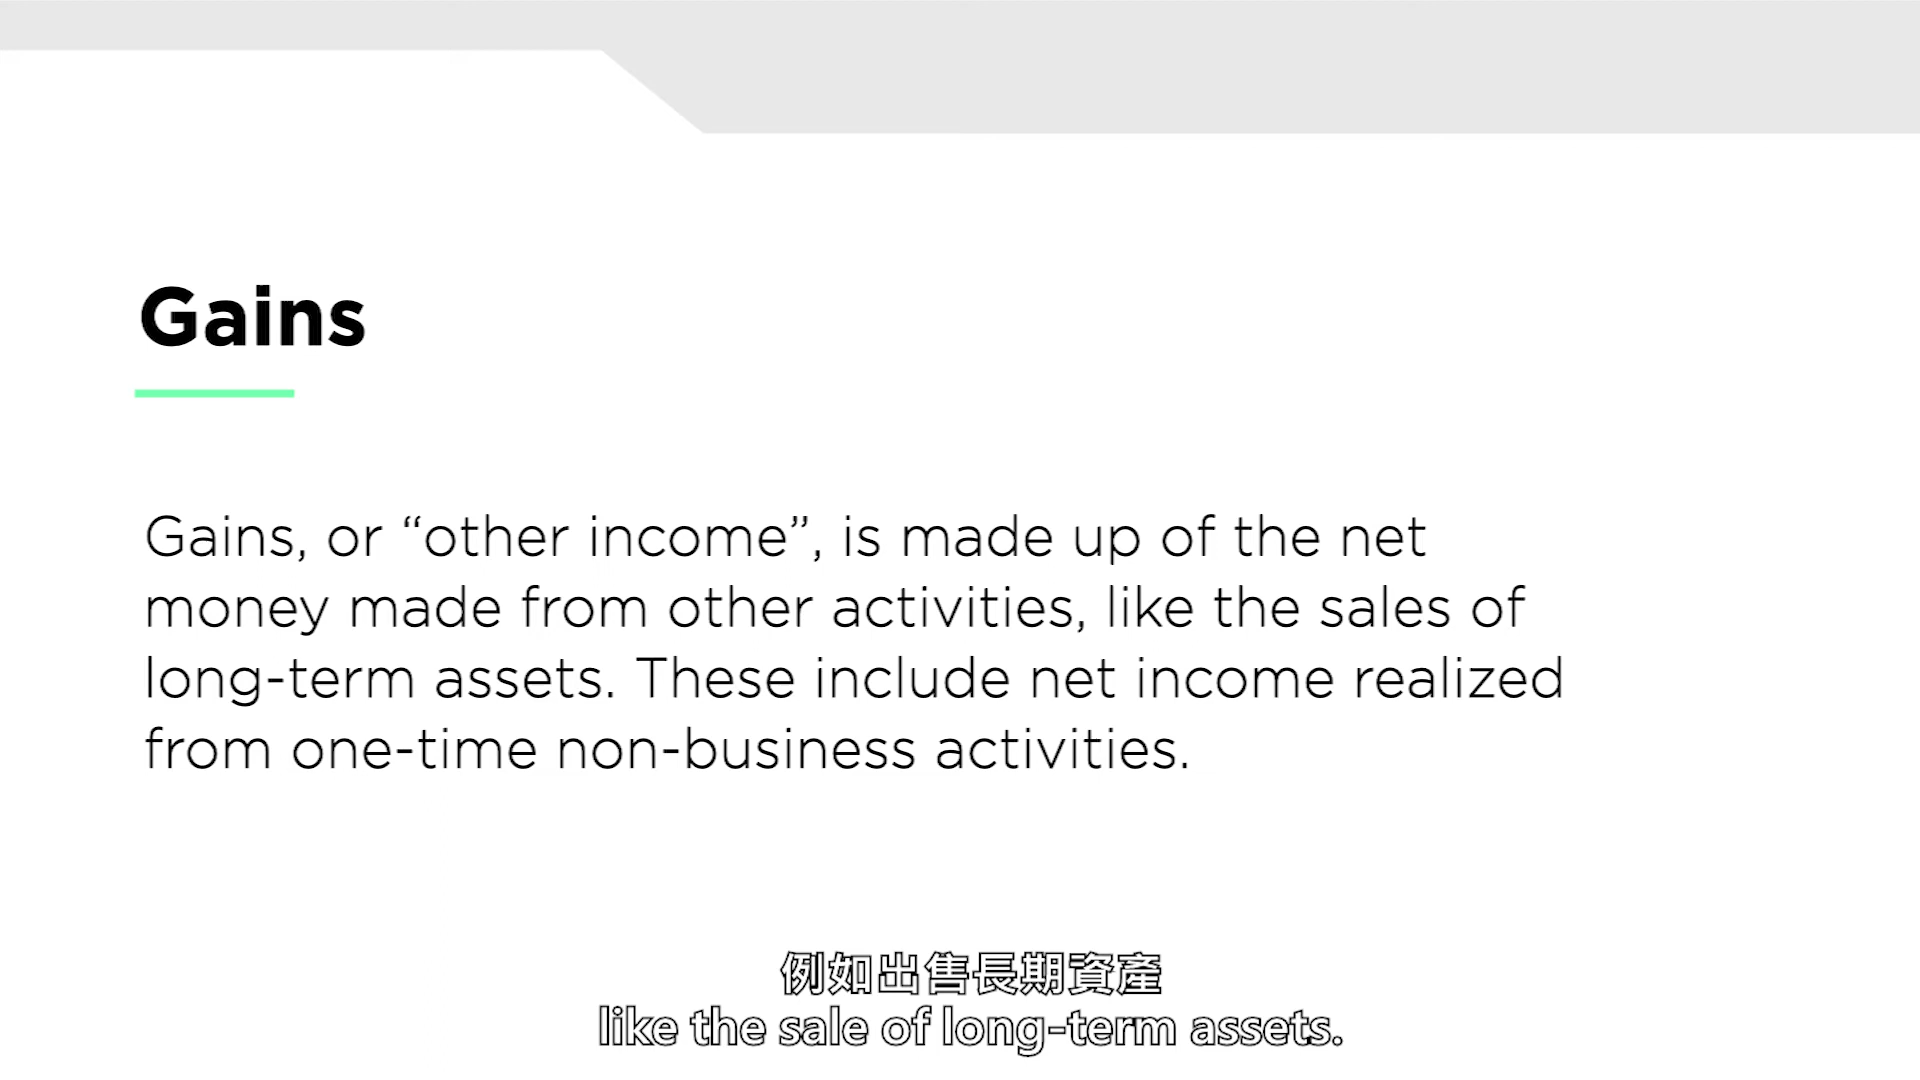 Gains
Gains, or “other income”, is made up of the net
money made from other activities, like the sales of
long-term assets. These include net income realized
from one-time non-business activities.
例如出售長期資產
like the sale of long-term assets.